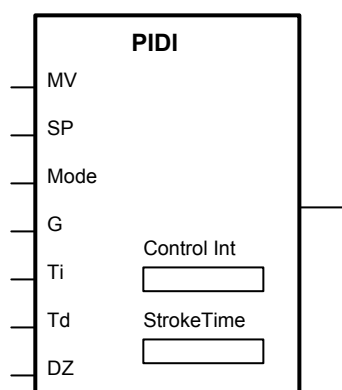 PIDI
MV
SP
Mode
G
Control Int
Ti
Td
StrokeTime
DZ